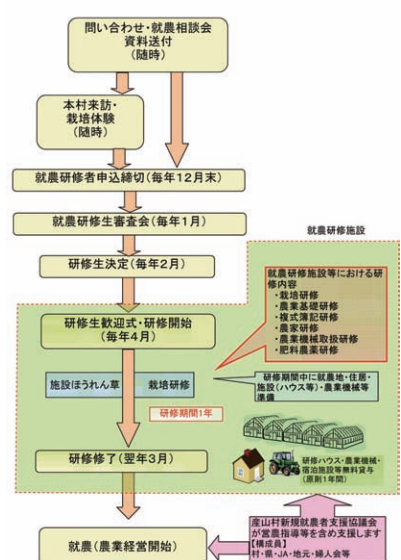 問い合わせ・就農相談会
資料送付
(随時)
本村来訪・
栽培体験
(随時)
就農研修者申込締切(毎年12月末)
就農研修生審査会(毎年1月)
研修生決定(毎年2月)
就農研修施設
就農研修施設等における研
修内容
・栽培研修
・農業基礎研修
・複式簿記研修
・農家研修
・農業機械取扱研修
・肥料農薬研修
研修生歓迎式・研修開始
(毎年4月)
施設ほうれん草 栽培研修
研修期間中に就農地・住居・
施設(ハウス等)・農業機械等
準備
研修期間1年
研修修了(翌年3月)
研修ハウス・農業機械・
宿泊施設等無料貸与
(原則1年間)
就農(農業経営開始)
産山村新規就農者支援協議会
が営農指導等を含め支援します
【構成員】
村・県・JA・地元・婦人会等